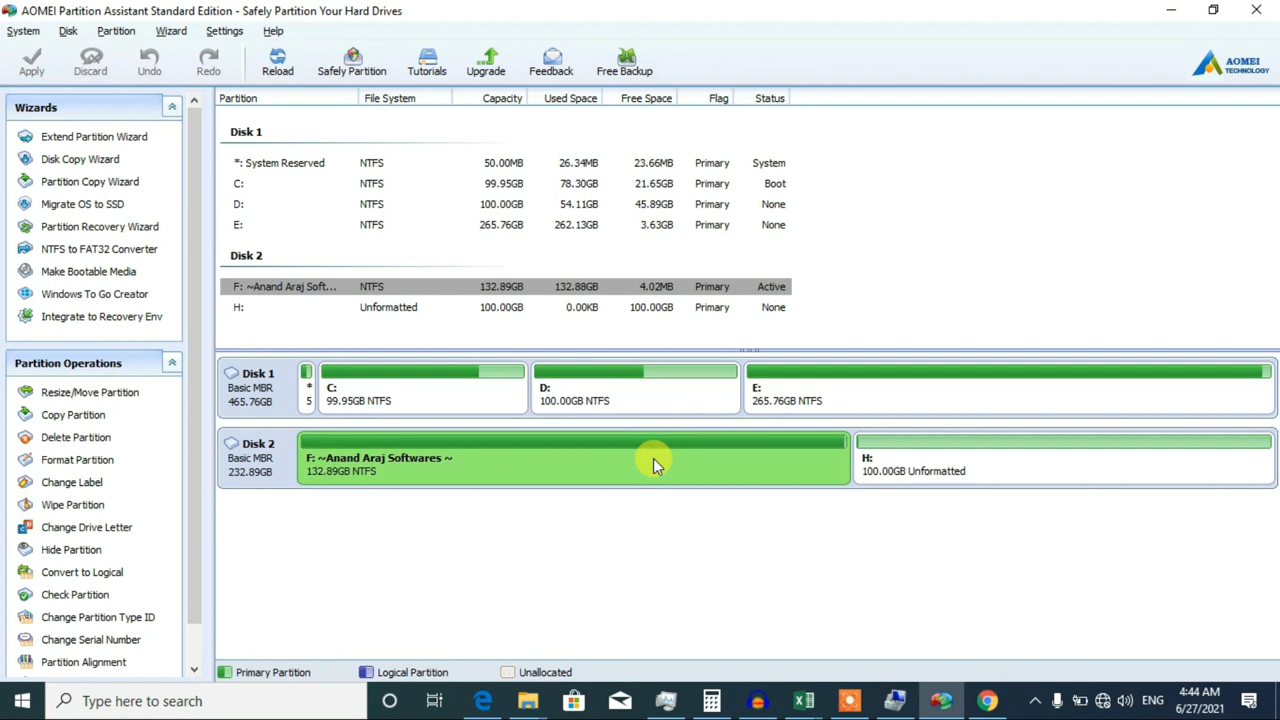 AOMEI Partition Assistant Standard Edition - Safely Partition Your Hard Drives
System Disk Partition Wizard Settings Help
Apply Discard Undo Redo Reload Safely Partition Tutorials Upgrade Feedback Free Backup
AOMEI
TECHNOLOGY
Wizards
Extend Partition Wizard
Disk Copy Wizard
Partition Copy Wizard
Migrate OS to SSD
Partition Recovery Wizard
NTFS to FAT32 Converter
Make Bootable Media
Windows To Go Creator
Integrate to Recovery Env
Partition Operations
Resize/Move Partition
Copy Partition
Delete Partition
Format Partition
Change Label
Wipe Partition
Change Drive Letter
Hide Partition
Convert to Logical
Check Partition
Change Partition Type ID
Change Serial Number
Partition Alignment
Partition File System Capacity Used Space Free Space Flag Status
Disk 1
*: System Reserved NTFS 50.00MB 26.34MB 23.66MB Primary System
C: NTFS 99.95GB 78.30GB 21.65GB Primary Boot
D: NTFS 100.00GB 54.11GB 45.89GB Primary None
E: NTFS 265.76GB 262.13GB 3.63GB Primary None
Disk 2
F: ~Anand Araj Soft... NTFS 132.89GB 132.88GB 4.02MB Primary Active
H: Unformatted 100.00GB 0.00KB 100.00GB Primary None
Disk 1
Basic MBR
465.76GB
*
5
C:
99.95GB NTFS
D:
100.00GB NTFS
E:
265.76GB NTFS
Disk 2
Basic MBR
232.89GB
F: ~Anand Araj Softwares ~
132.89GB NTFS
H:
100.00GB Unformatted
Primary Partition Logical Partition Unallocated
Type here to search
ENG
4:44 AM
6/27/2021